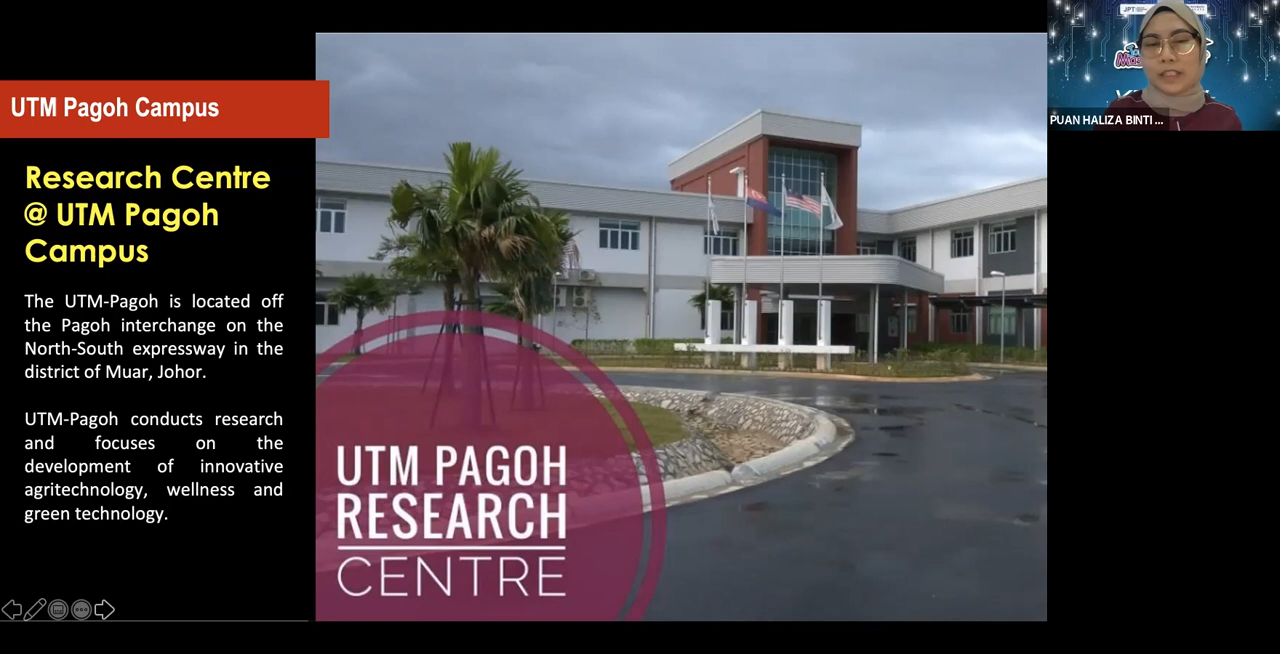 UTM Pagoh Campus
Research Centre
@ UTM Pagoh
Campus
The UTM-Pagoh is located off
the Pagoh interchange on the
North-South expressway in the
district of Muar, Johor.
UTM-Pagoh conducts research
and focuses on the
development of innovative
agritechnology, wellness and
green technology.
UTM PAGOH
RESEARCH
CENTRE
JPT
PUAN HALIZA BINTI ...